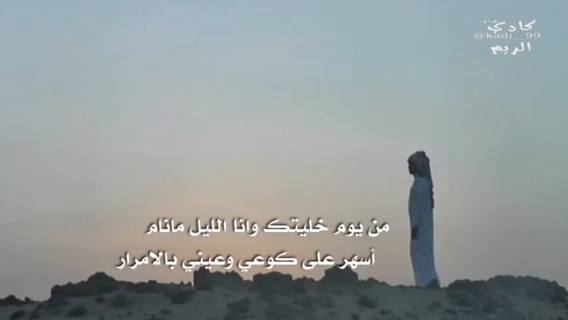 كادي
@kadi_99
الريم
من يوم خليتك وانا الليل مانام
أسهر على كوعي وعيني بالامرار